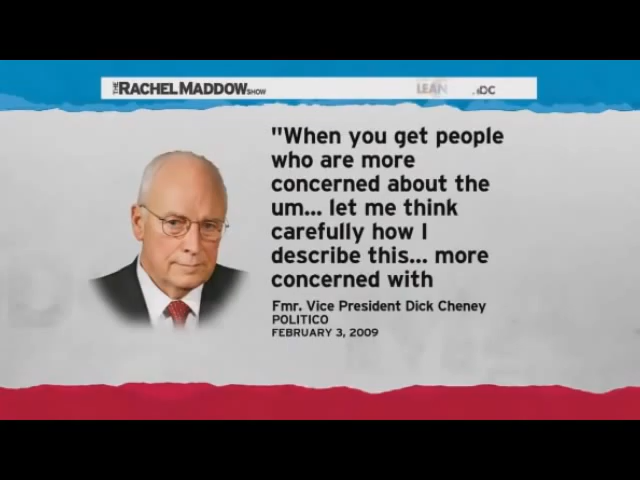 THE RACHEL MADDOW SHOW
LEAN
"When you get people
who are more
concerned about the
um... let me think
carefully how I
describe this... more
concerned with
Fmr. Vice President Dick Cheney
POLITICO
FEBRUARY 3, 2009